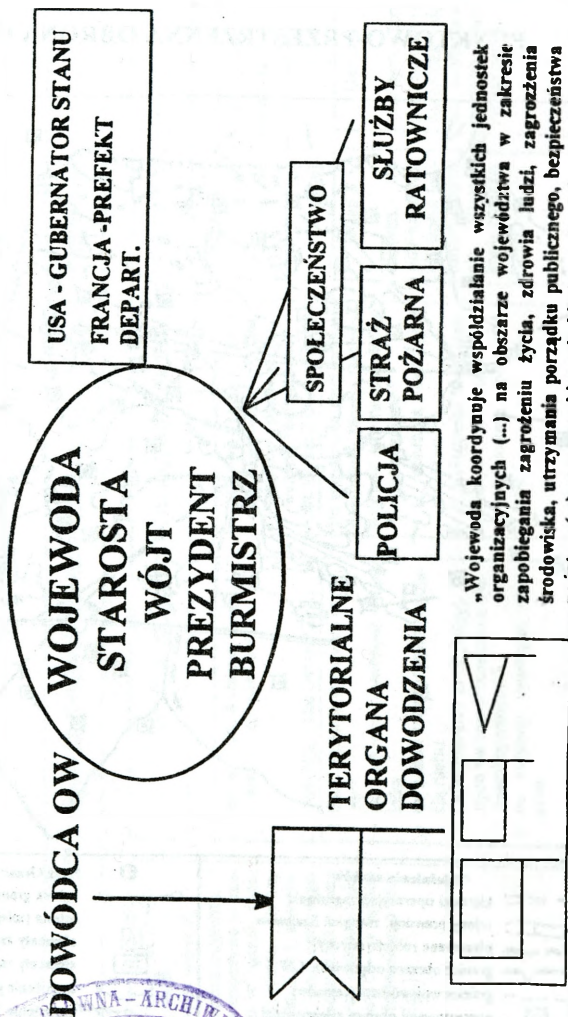 DOWÓDCA OW
WOJEWODA
STAROSTA
WÓJT
PREZYDENT
BURMISTRZ
USA - GUBERNATOR STANU
FRANCJA -PREFEKT
DEPART.
TERYTORIALNE
ORGANA
DOWODZENIA
SPOŁECZEŃSTWO
POLICJA
STRAŻ
POŻARNA
SŁUŻBY
RATOWNICZE
„Wojewoda koordynuje współdziałanie wszystkich jednostek
organizacyjnych (...) na obszarze województwa w zakresie
zapobiegania zagrożeniu życia, zdrowia ludzi, zagrożenia
środowiska, utrzymania porządku publicznego, bezpieczeństwa
ARCHIW